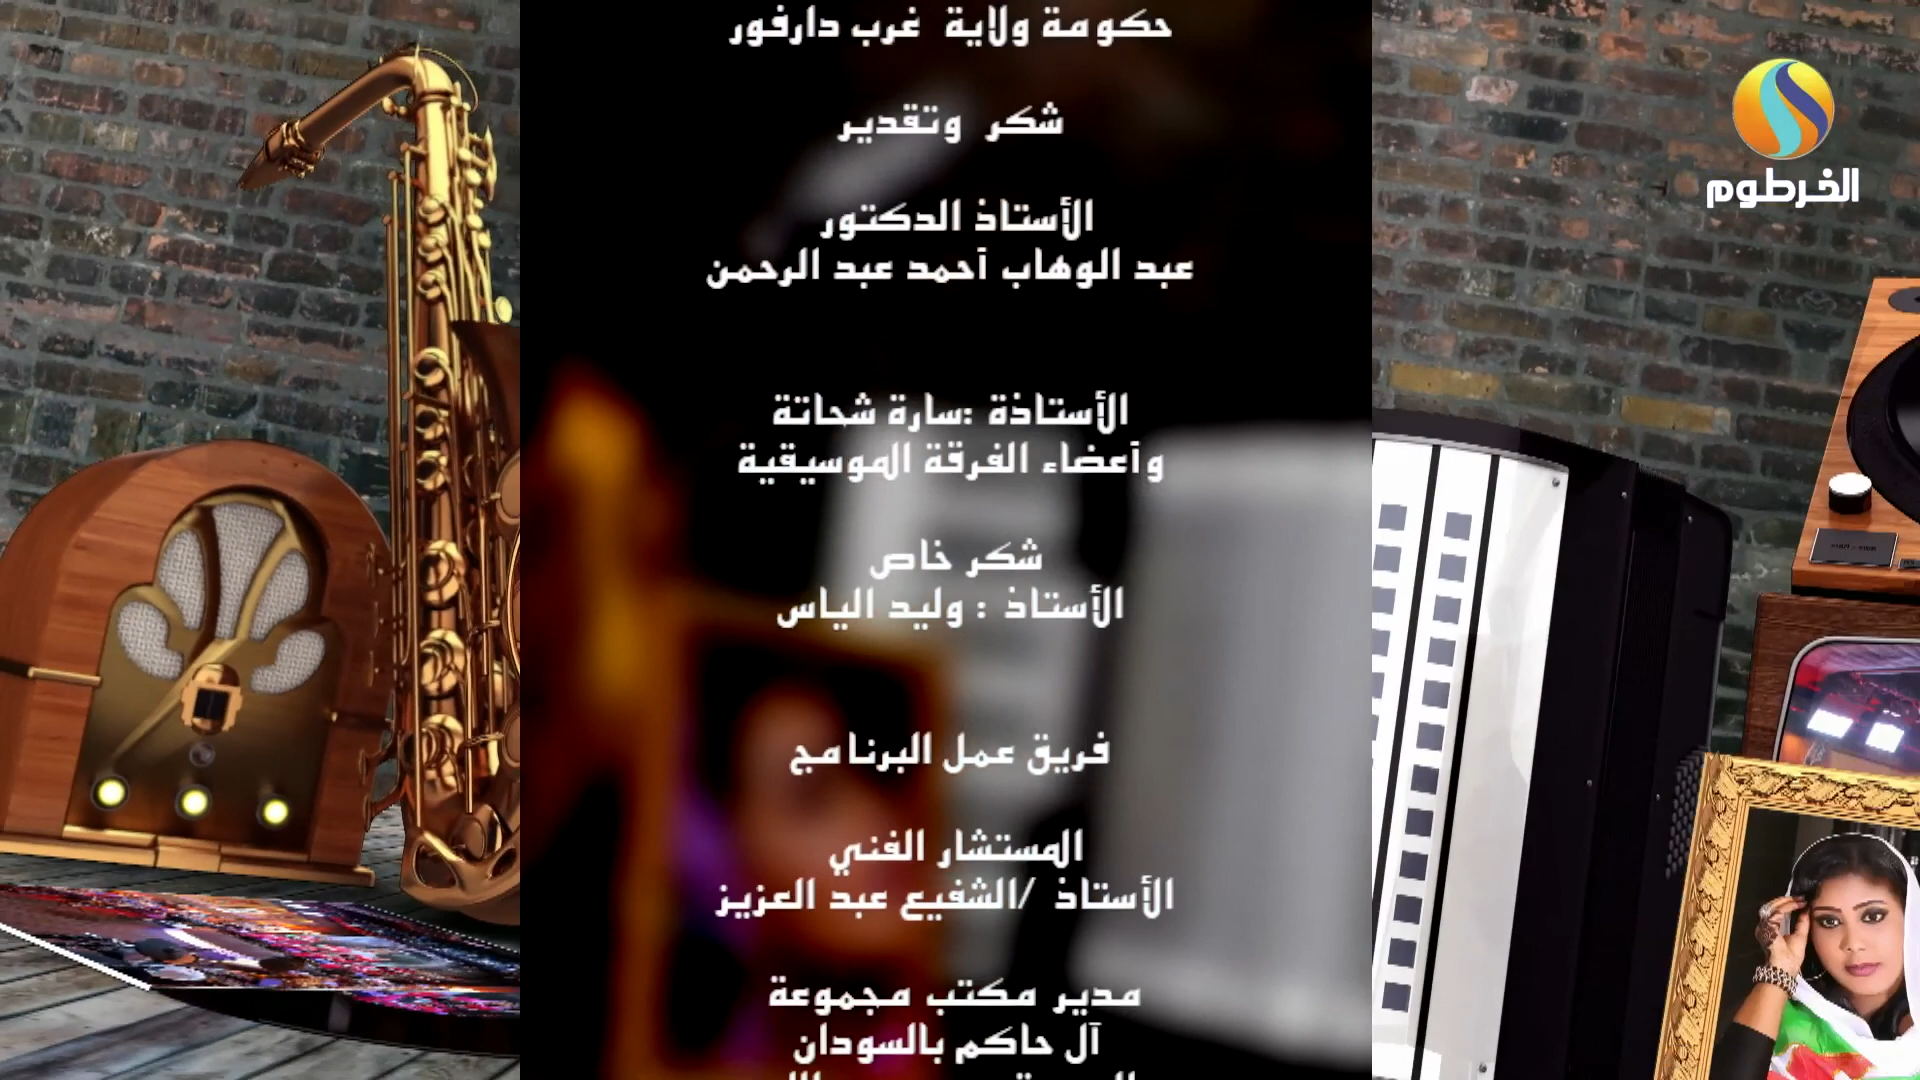 حكومة ولاية غرب دارفور
شكر وتقدير
الأستاذ الدكتور
عبد الوهاب أحمد عبد الرحمن
الأستاذة :سارة شحاتة
وأعضاء الفرقة الموسيقية
شكر خاص
الأستاذ : وليد الياس
فريق عمل البرنامج
المستشار الفني
الأستاذ /الشفيع عبد العزيز
مدير مكتب مجموعة
آل حاكم بالسودان
الخرطوم